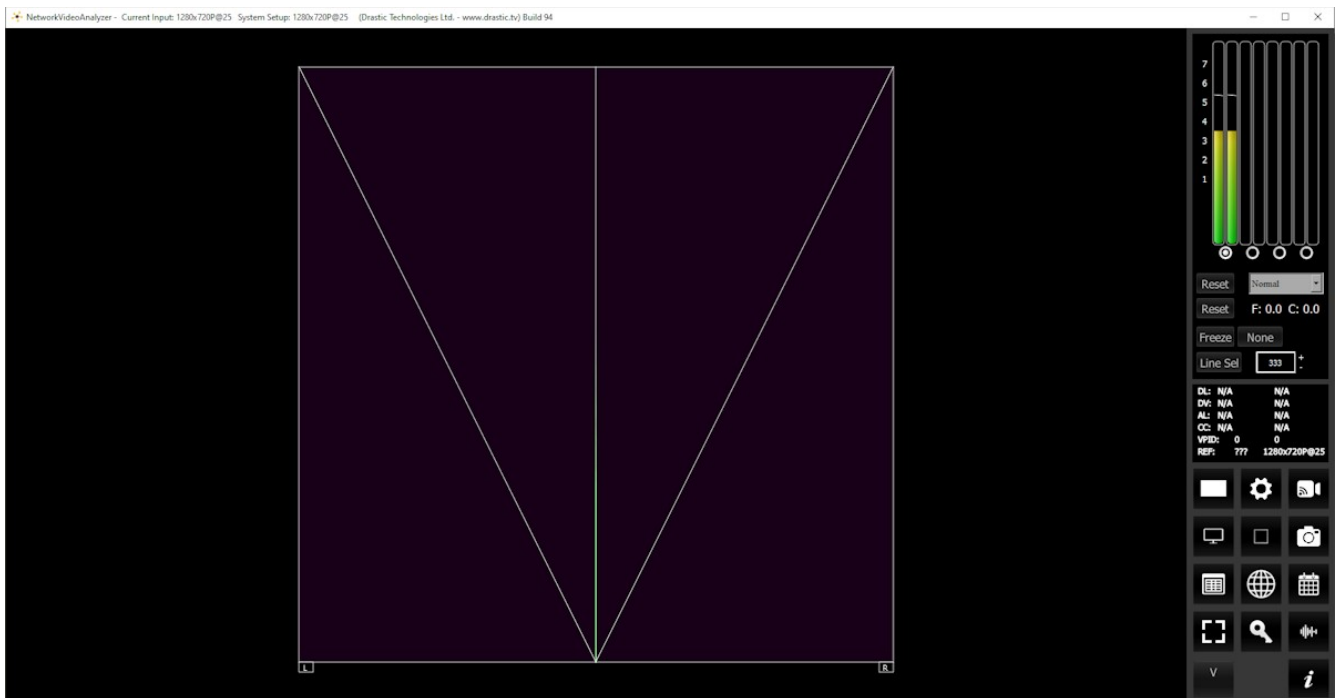 NetworkVideoAnalyzer - Current Input: 1280x720P@25 System Setup: 1280x720P@25 (Drastic Technologies Ltd. - www.drastic.tv) Build 94
7
6
5
4
3
2
1
Reset Normal
Reset F: 0.0 C: 0.0
Freeze None
Line Sel 333 + -
DL: N/A N/A
DV: N/A N/A
AL: N/A N/A
CC: N/A N/A
VPID: 0 0
REF: ??? 1280x720P@25
L R
V i